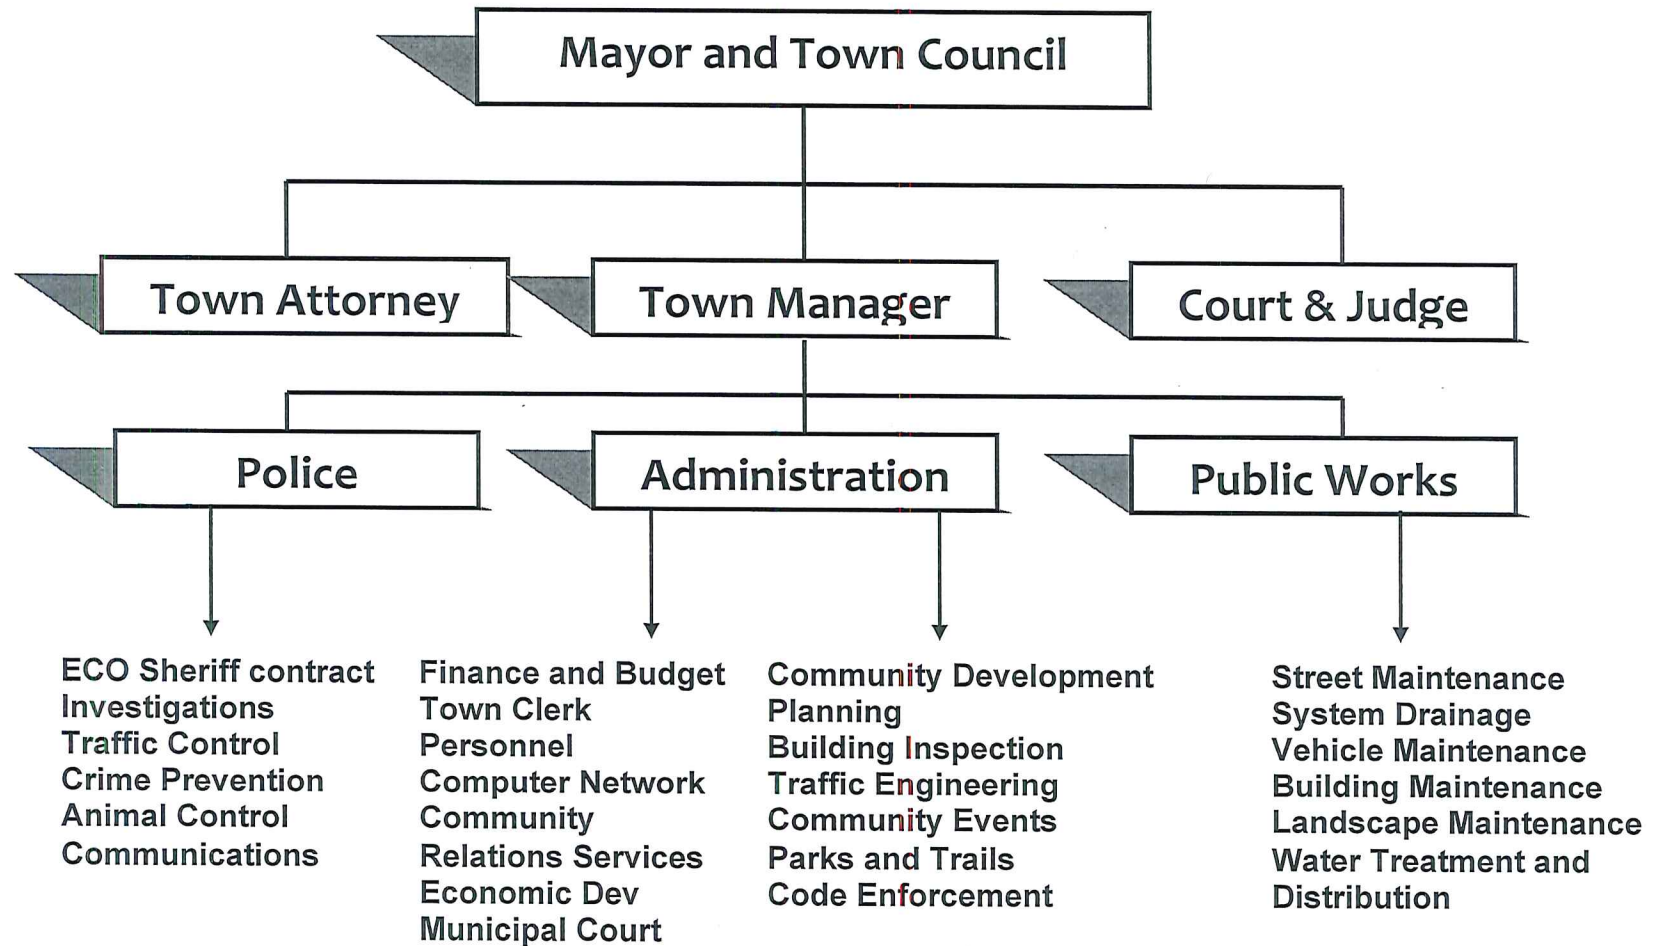 Mayor and Town Council
Town Attorney
Town Manager
Court & Judge
Police
Administration
Public Works
ECO Sheriff contract
Investigations
Traffic Control
Crime Prevention
Animal Control
Communications
Finance and Budget
Town Clerk
Personnel
Computer Network
Community
Relations Services
Economic Dev
Municipal Court
Community Development
Planning
Building Inspection
Traffic Engineering
Community Events
Parks and Trails
Code Enforcement
Street Maintenance
System Drainage
Vehicle Maintenance
Building Maintenance
Landscape Maintenance
Water Treatment and
Distribution